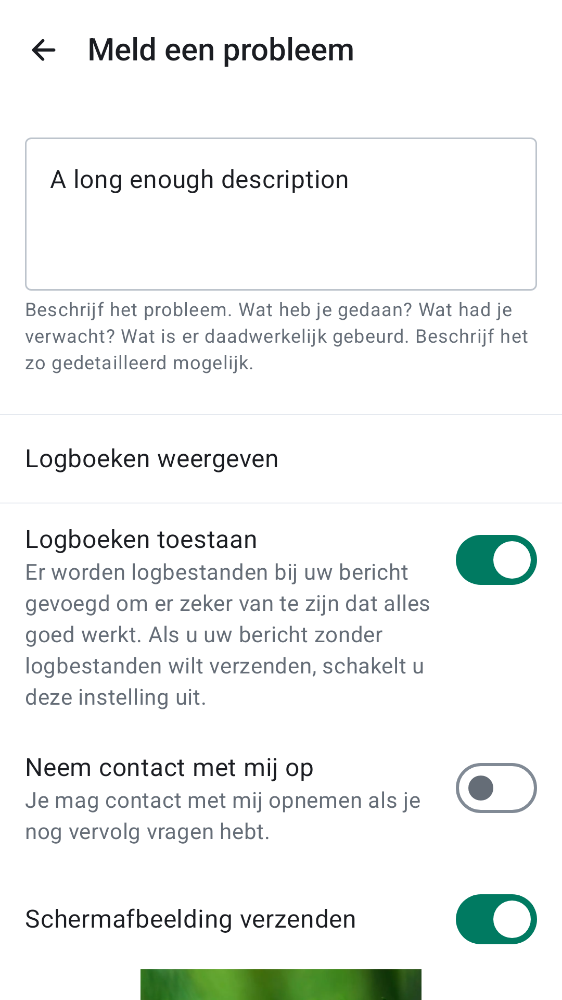 Meld een probleem
A long enough description
Beschrijf het probleem. Wat heb je gedaan? Wat had je
verwacht? Wat is er daadwerkelijk gebeurd. Beschrijf het
zo gedetailleerd mogelijk.
Logboeken weergeven
Logboeken toestaan
Er worden logbestanden bij uw bericht
gevoegd om er zeker van te zijn dat alles
goed werkt. Als u uw bericht zonder
logbestanden wilt verzenden, schakelt u
deze instelling uit.
Neem contact met mij op
Je mag contact met mij opnemen als je
nog vervolg vragen hebt.
Schermafbeelding verzenden